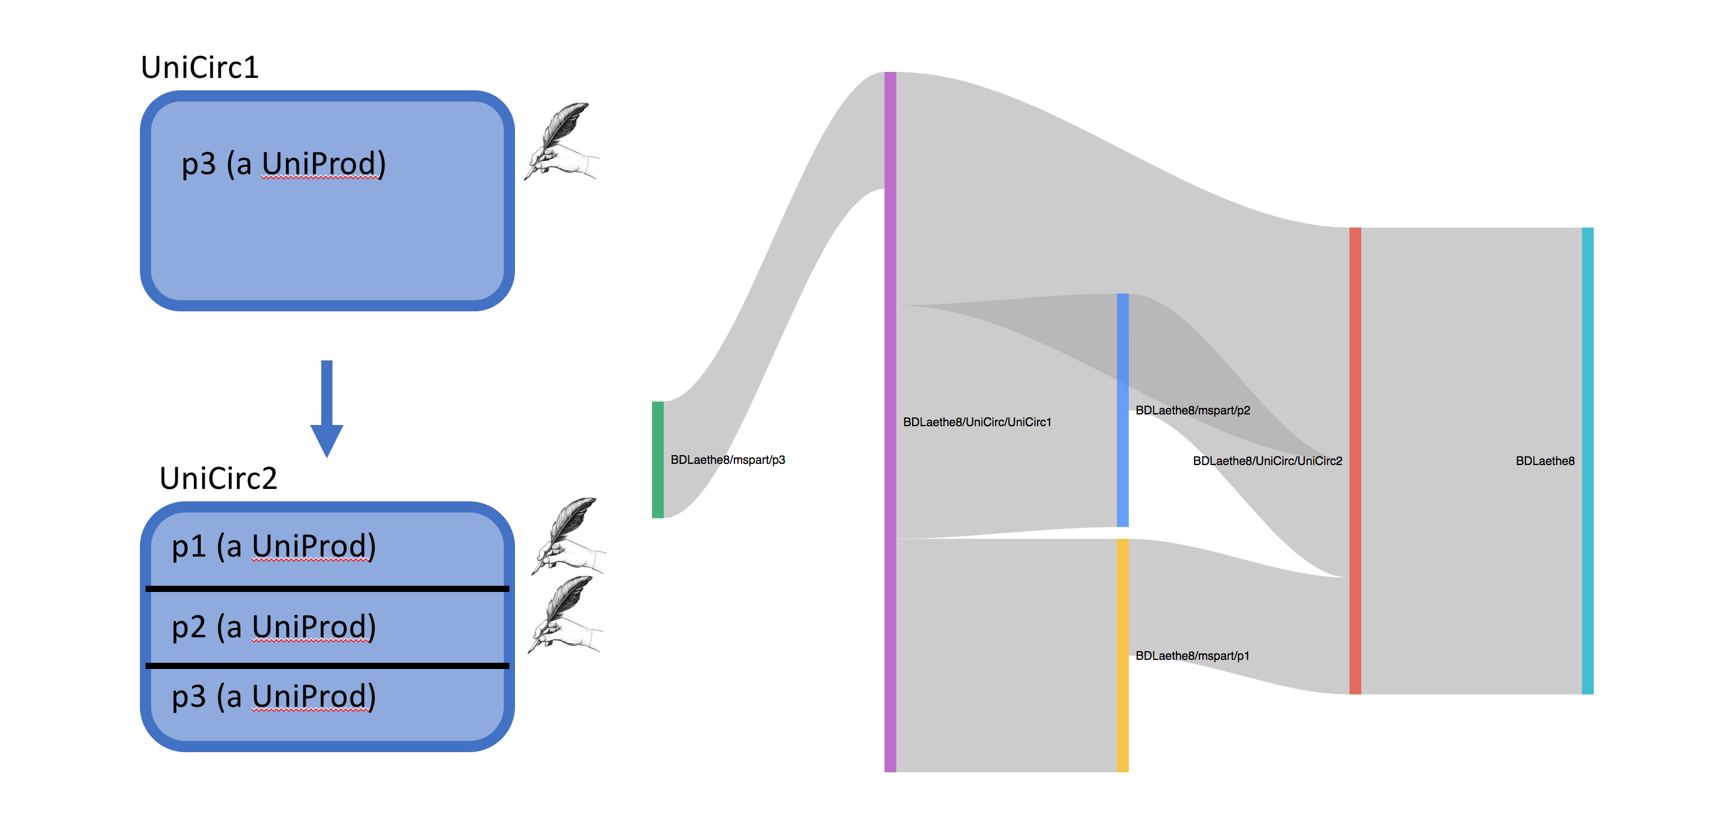 UniCirc1
p3 (a UniProd)
UniCirc2
p1 (a UniProd)
p2 (a UniProd)
p3 (a UniProd)
BDLaethe8/mspart/p3
BDLaethe8/UniCirc/UniCirc1
BDLaethe8/mspart/p2
BDLaethe8/mspart/p1
BDLaethe8/UniCirc/UniCirc2
BDLaethe8